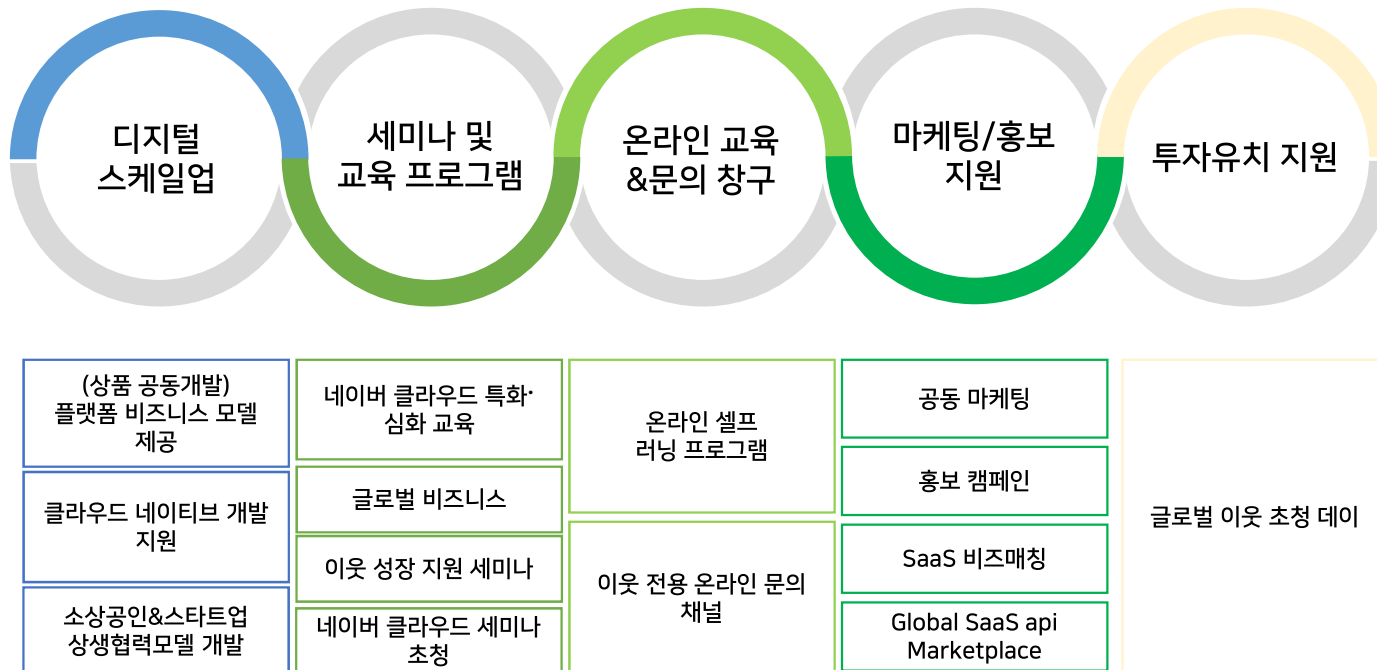 디지털
스케일업
세미나 및
교육 프로그램
온라인 교육
&문의 창구
마케팅/홍보
지원
투자유치 지원
(상품 공동개발)
플랫폼 비즈니스 모델
제공
클라우드 네이티브 개발
지원
소상공인&스타트업
상생협력모델 개발
네이버 클라우드 특화·
심화 교육
글로벌 비즈니스
이웃 성장 지원 세미나
네이버 클라우드 세미나
초청
온라인 셀프
러닝 프로그램
이웃 전용 온라인 문의
채널
공동 마케팅
홍보 캠페인
SaaS 비즈매칭
Global SaaS api
Marketplace
글로벌 이웃 초청 데이